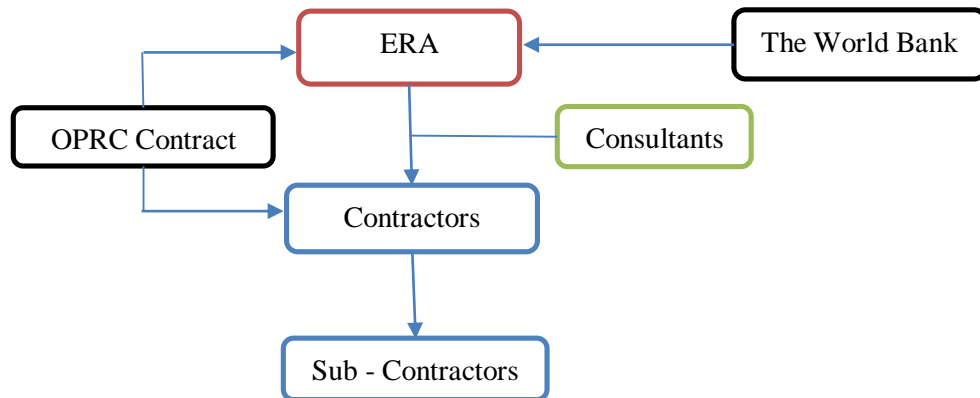 ERA
The World Bank
OPRC Contract
Consultants
Contractors
Sub - Contractors